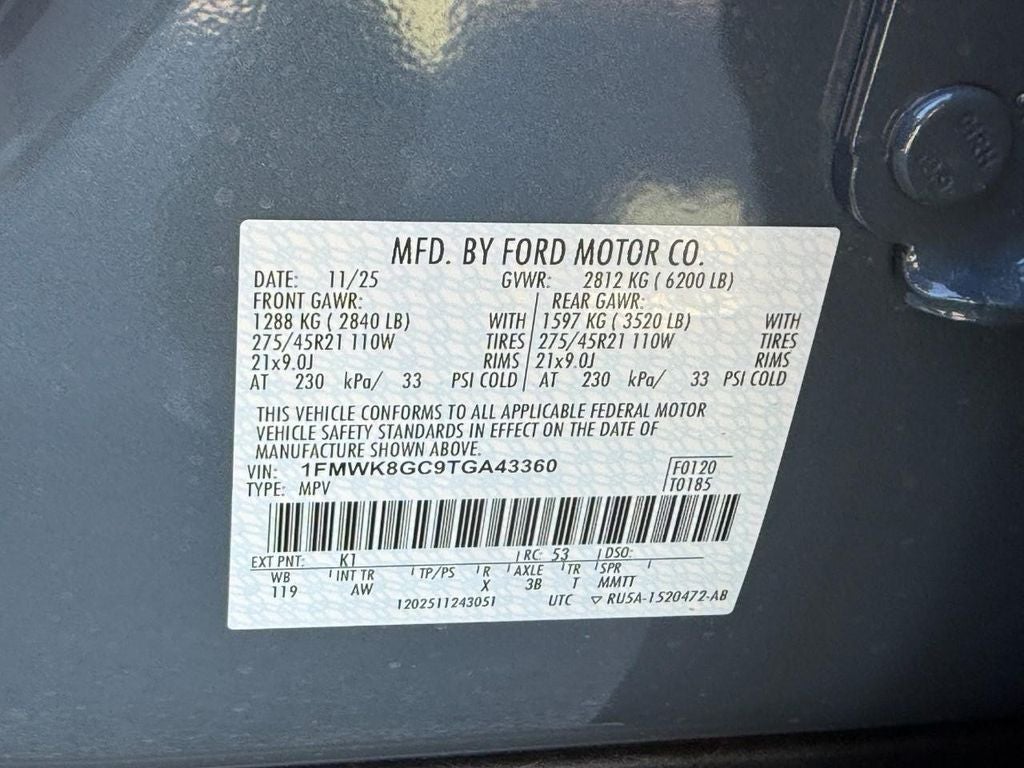 MFD. BY FORD MOTOR CO.
DATE: 11/25 GVWR: 2812 KG ( 6200 LB)
FRONT GAWR: REAR GAWR:
1288 KG ( 2840 LB) WITH 1597 KG ( 3520 LB) WITH
275/45R21 110W TIRES 275/45R21 110W TIRES
21x9.0J RIMS 21x9.0J RIMS
AT 230 kPa/ 33 PSI COLD AT 230 kPa/ 33 PSI COLD
THIS VEHICLE CONFORMS TO ALL APPLICABLE FEDERAL MOTOR
VEHICLE SAFETY STANDARDS IN EFFECT ON THE DATE OF
MANUFACTURE SHOWN ABOVE.
VIN: 1FMWK8GC9TGA43360 F0120
TYPE: MPV T0185
EXT PNT: K1 RC: 53 DSO:
WB INT TR TP/PS R AXLE TR SPR
119 AW X 3B T MMTT
1202511243051 UTC ▽ RU5A-1520472-AB